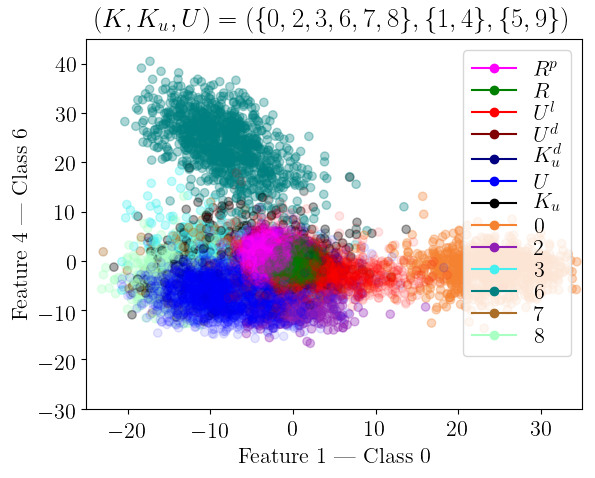 (K, K_u, U) = ({0, 2, 3, 6, 7, 8}, {1, 4}, {5, 9})
40
30
20
10
0
−10
−20
−30
Feature 4 — Class 6
R^p
R
U^l
U^d
K_u^d
U
K_u
0
2
3
6
7
8
−20
−10
0
10
20
30
Feature 1 — Class 0